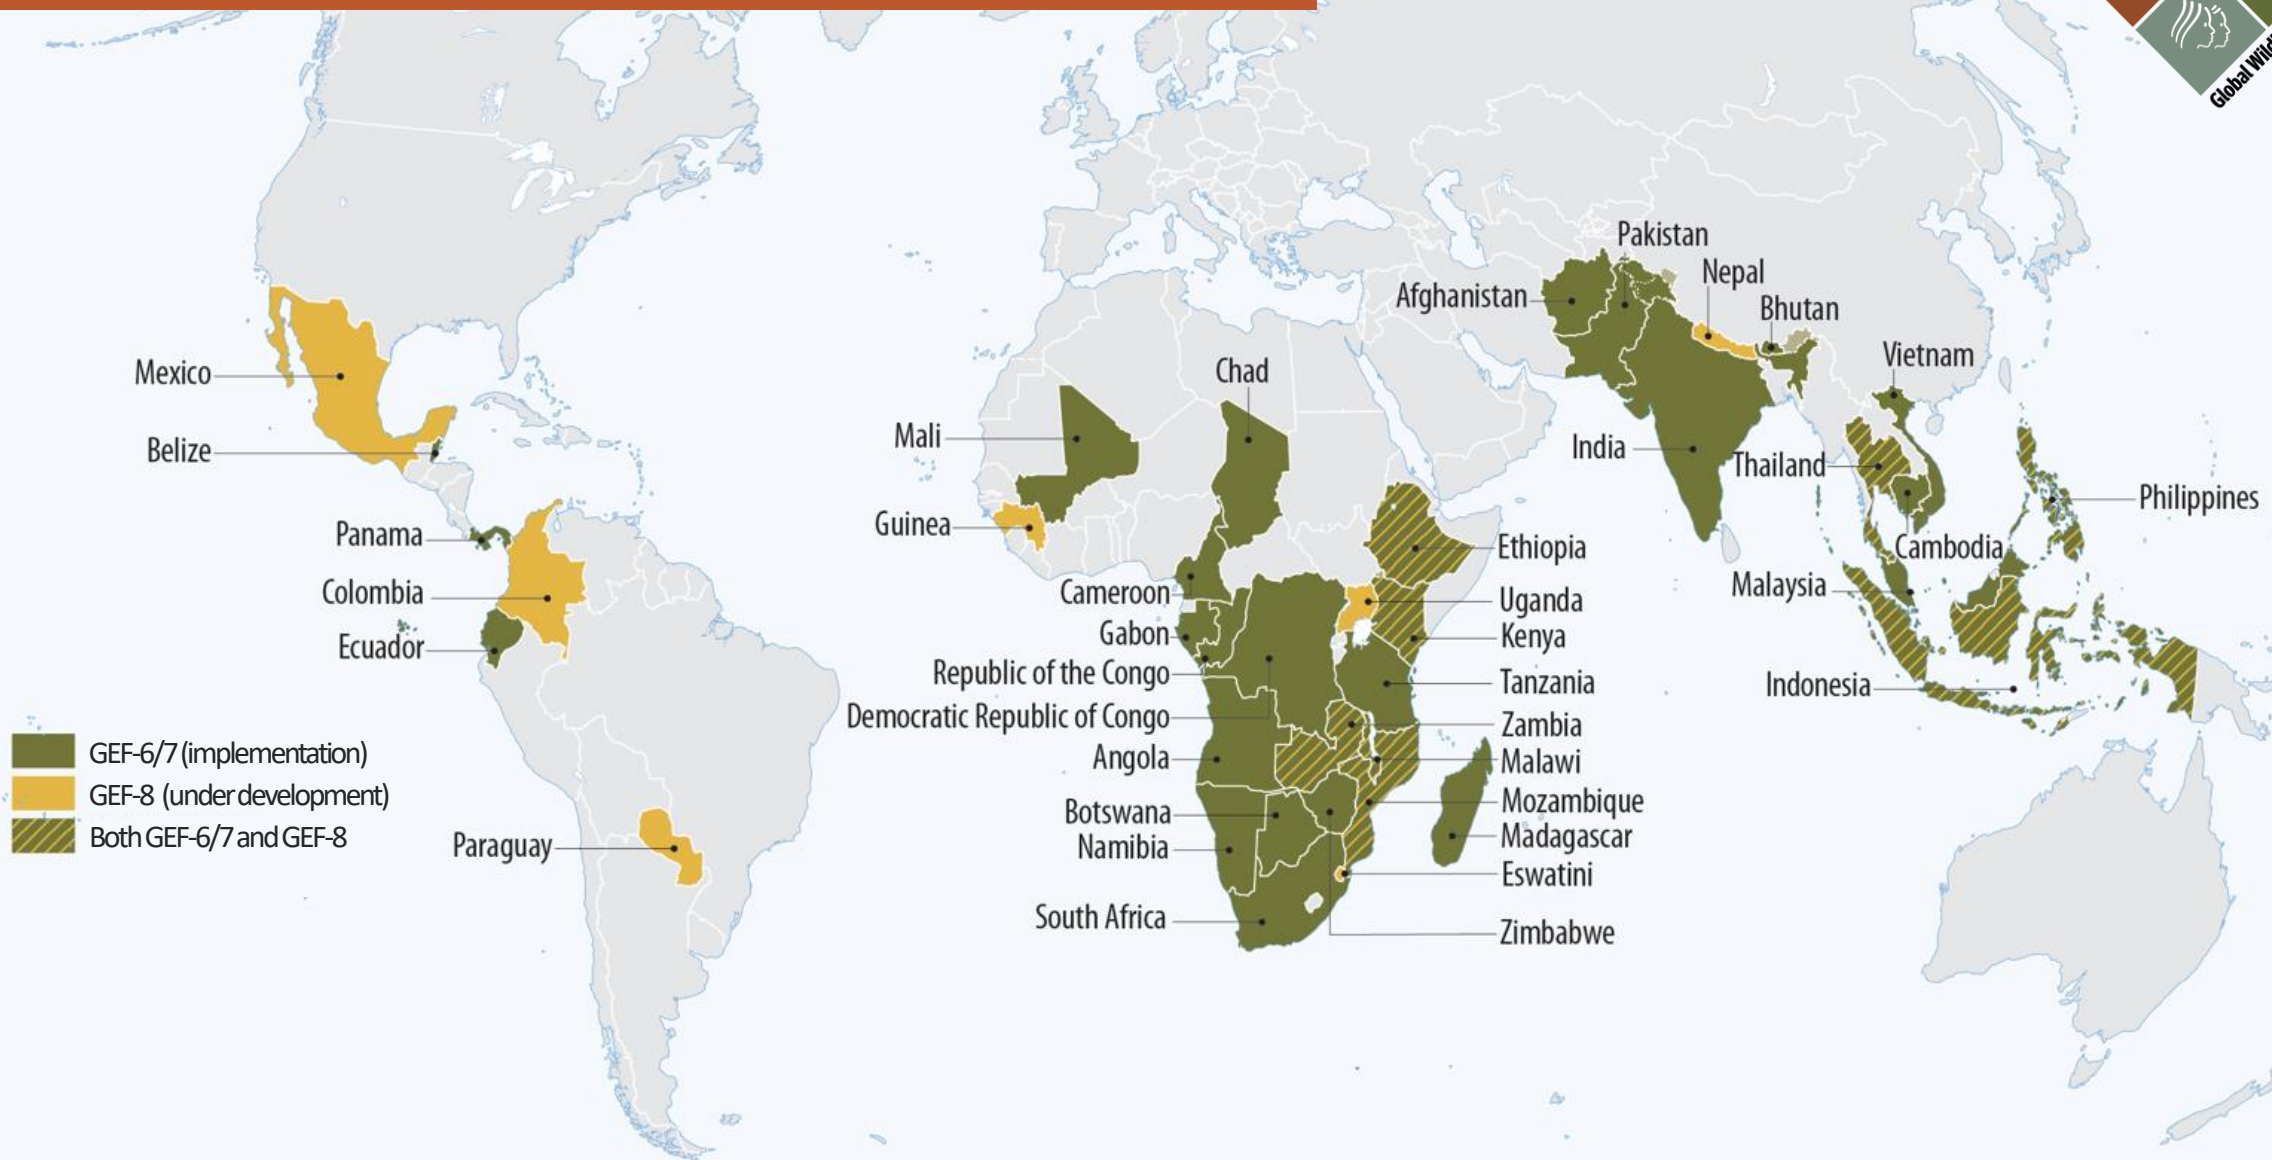 Global Wildl
Pakistan
Nepal
Afghanistan
Bhutan
Vietnam
Chad
Mexico
Mali
India
Thailand
Belize
Philippines
Guinea
Panama
Ethiopia
Cambodia
Malaysia
Colombia
Cameroon
Uganda
Gabon
Kenya
Ecuador
Republic of the Congo
Tanzania
Indonesia
Democratic Republic of Congo
Zambia
GEF-6/7 (implementation)
Angola
Malawi
GEF-8 (under development)
Mozambique
Botswana
Both GEF-6/7 and GEF-8
Madagascar
Paraguay
Namibia
Eswatini
South Africa
Zimbabwe